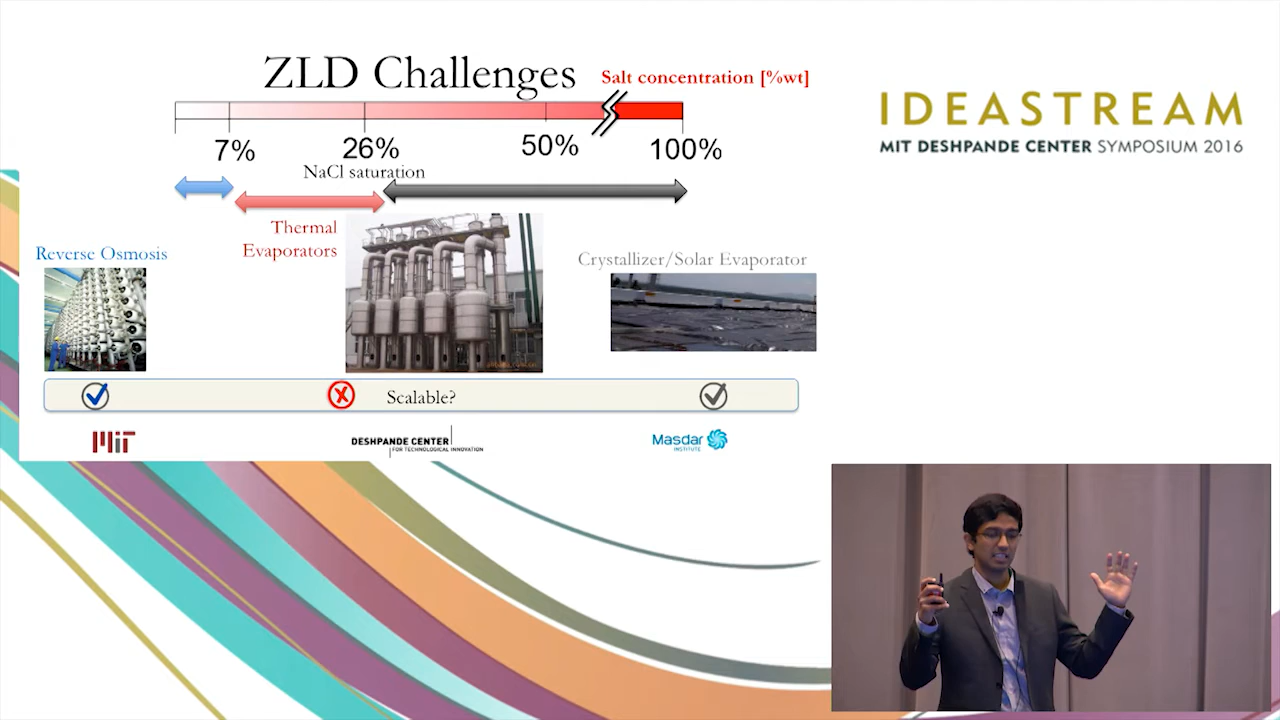 ZLD Challenges
Salt concentration [%wt]
7%
26%
50%
100%
NaCl saturation
Thermal
Evaporators
Reverse Osmosis
Crystallizer/Solar Evaporator
Scalable?
MIT
DESHPANDE CENTER
FOR TECHNOLOGICAL INNOVATION
Masdar
INSTITUTE
IDEASTREAM
MIT DESHPANDE CENTER SYMPOSIUM 2016